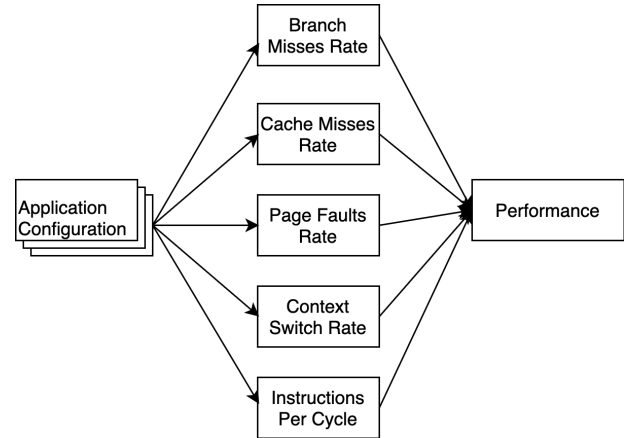 Branch
Misses Rate
Cache Misses
Rate
Application
Configuration
Page Faults
Rate
Performance
Context
Switch Rate
Instructions
Per Cycle